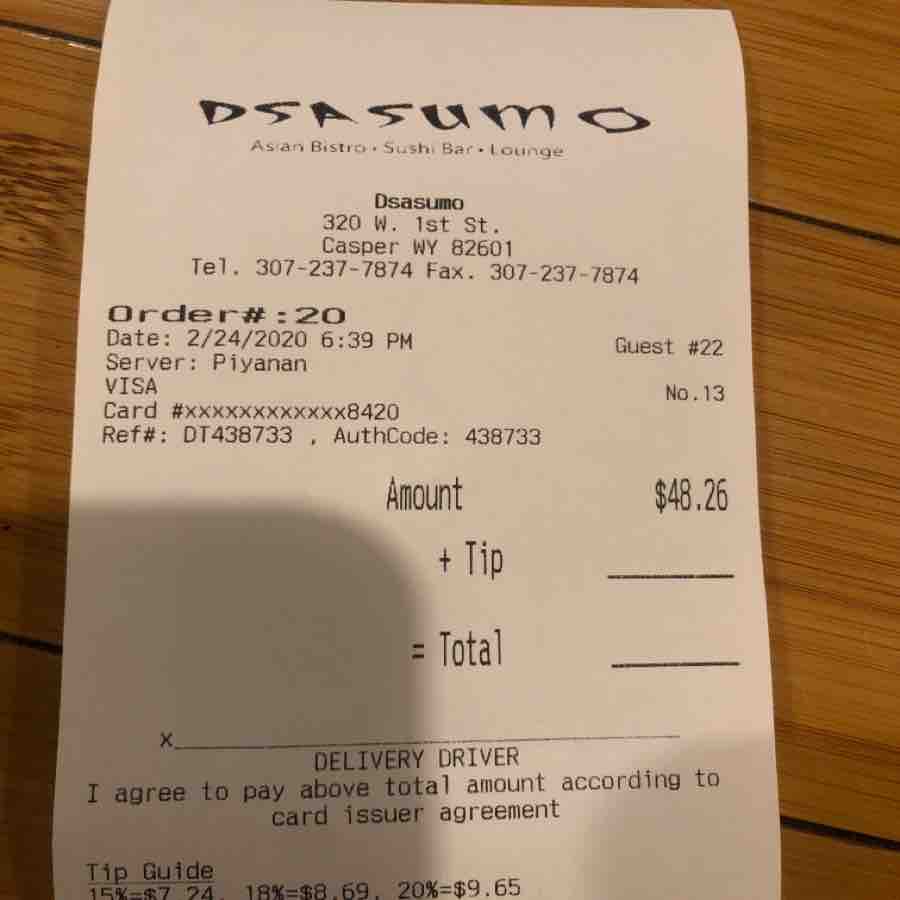 DSASUMO
Asian Bistro • Sushi Bar • Lounge
Dsasumo
320 W. 1st St.
Casper WY 82601
Tel. 307-237-7874 Fax. 307-237-7874
Order#:20
Date: 2/24/2020 6:39 PM
Guest #22
Server: Piyanan
VISA
No.13
Card #xxxxxxxxxxxx8420
Ref#: DT438733 , AuthCode: 438733
Amount $48.26
+ Tip
= Total
x
DELIVERY DRIVER
I agree to pay above total amount according to
card issuer agreement
Tip Guide
15%=$7.24, 18%=$8.69, 20%=$9.65